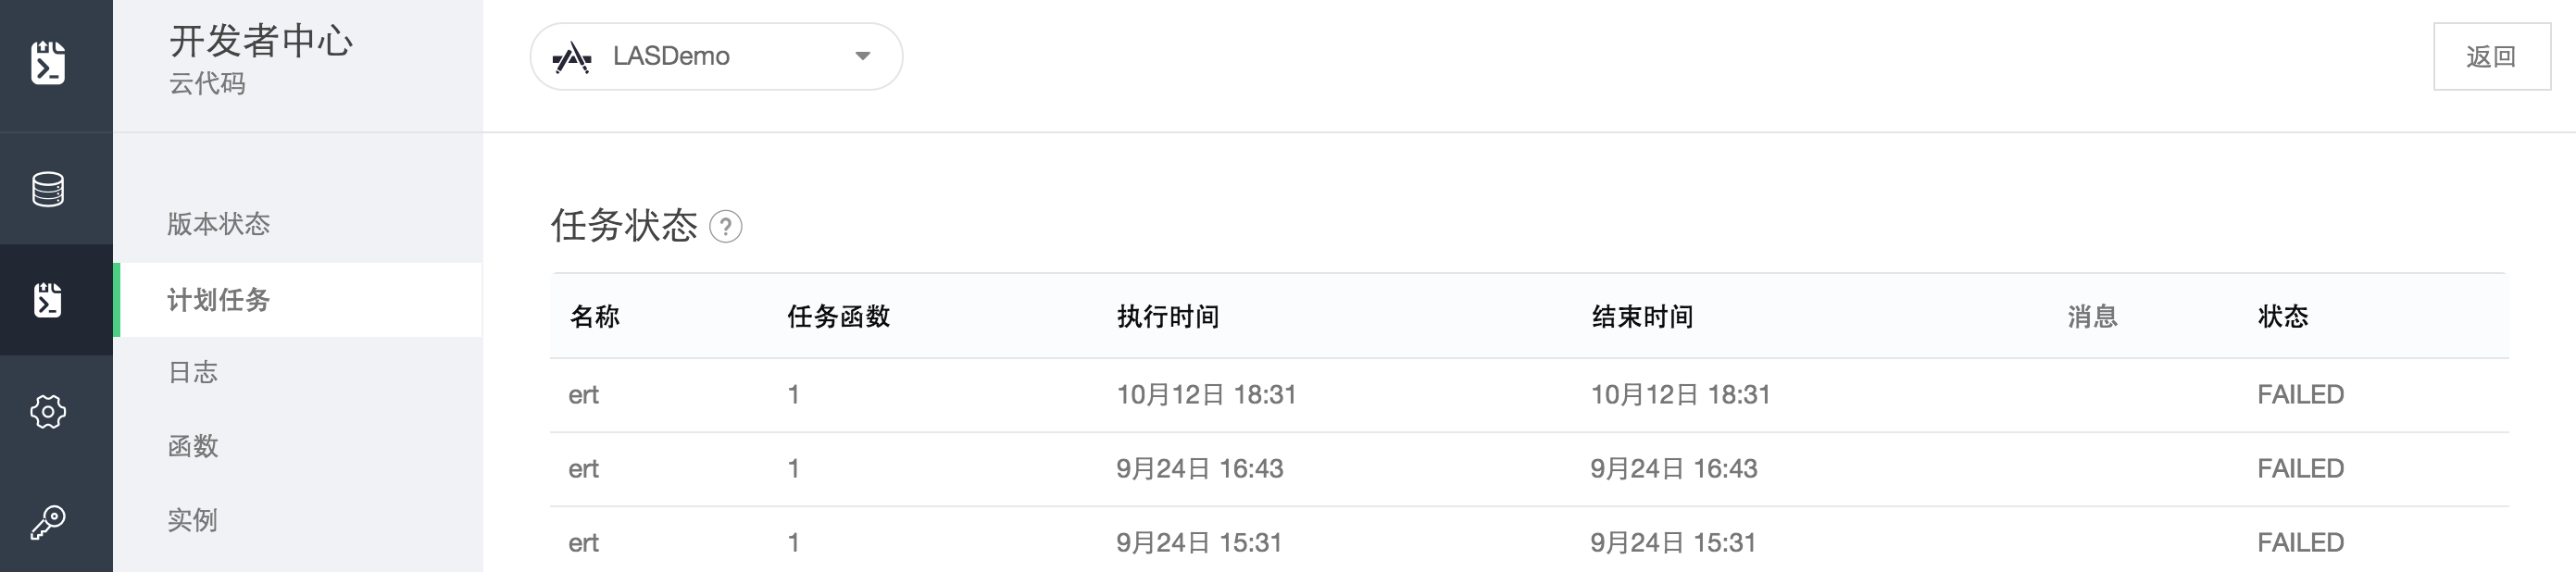 开发者中心
云代码
LASDemo
返回
版本状态
计划任务
日志
函数
实例
任务状态 ?
名称 任务函数 执行时间 结束时间 消息 状态
ert 1 10月12日 18:31 10月12日 18:31 FAILED
ert 1 9月24日 16:43 9月24日 16:43 FAILED
ert 1 9月24日 15:31 9月24日 15:31 FAILED